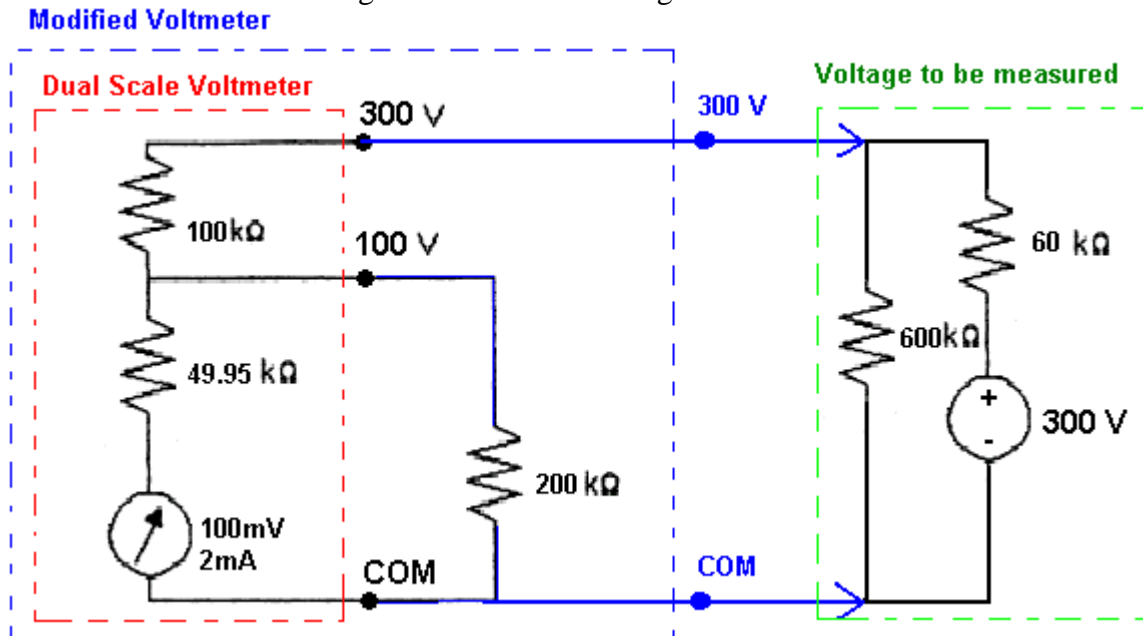 Modified Voltmeter
Dual Scale Voltmeter
Voltage to be measured
300 V
300 V
100kΩ
100 V
60 kΩ
600kΩ
49.95 kΩ
+
-
300 V
200 kΩ
100mV
2mA
COM
COM